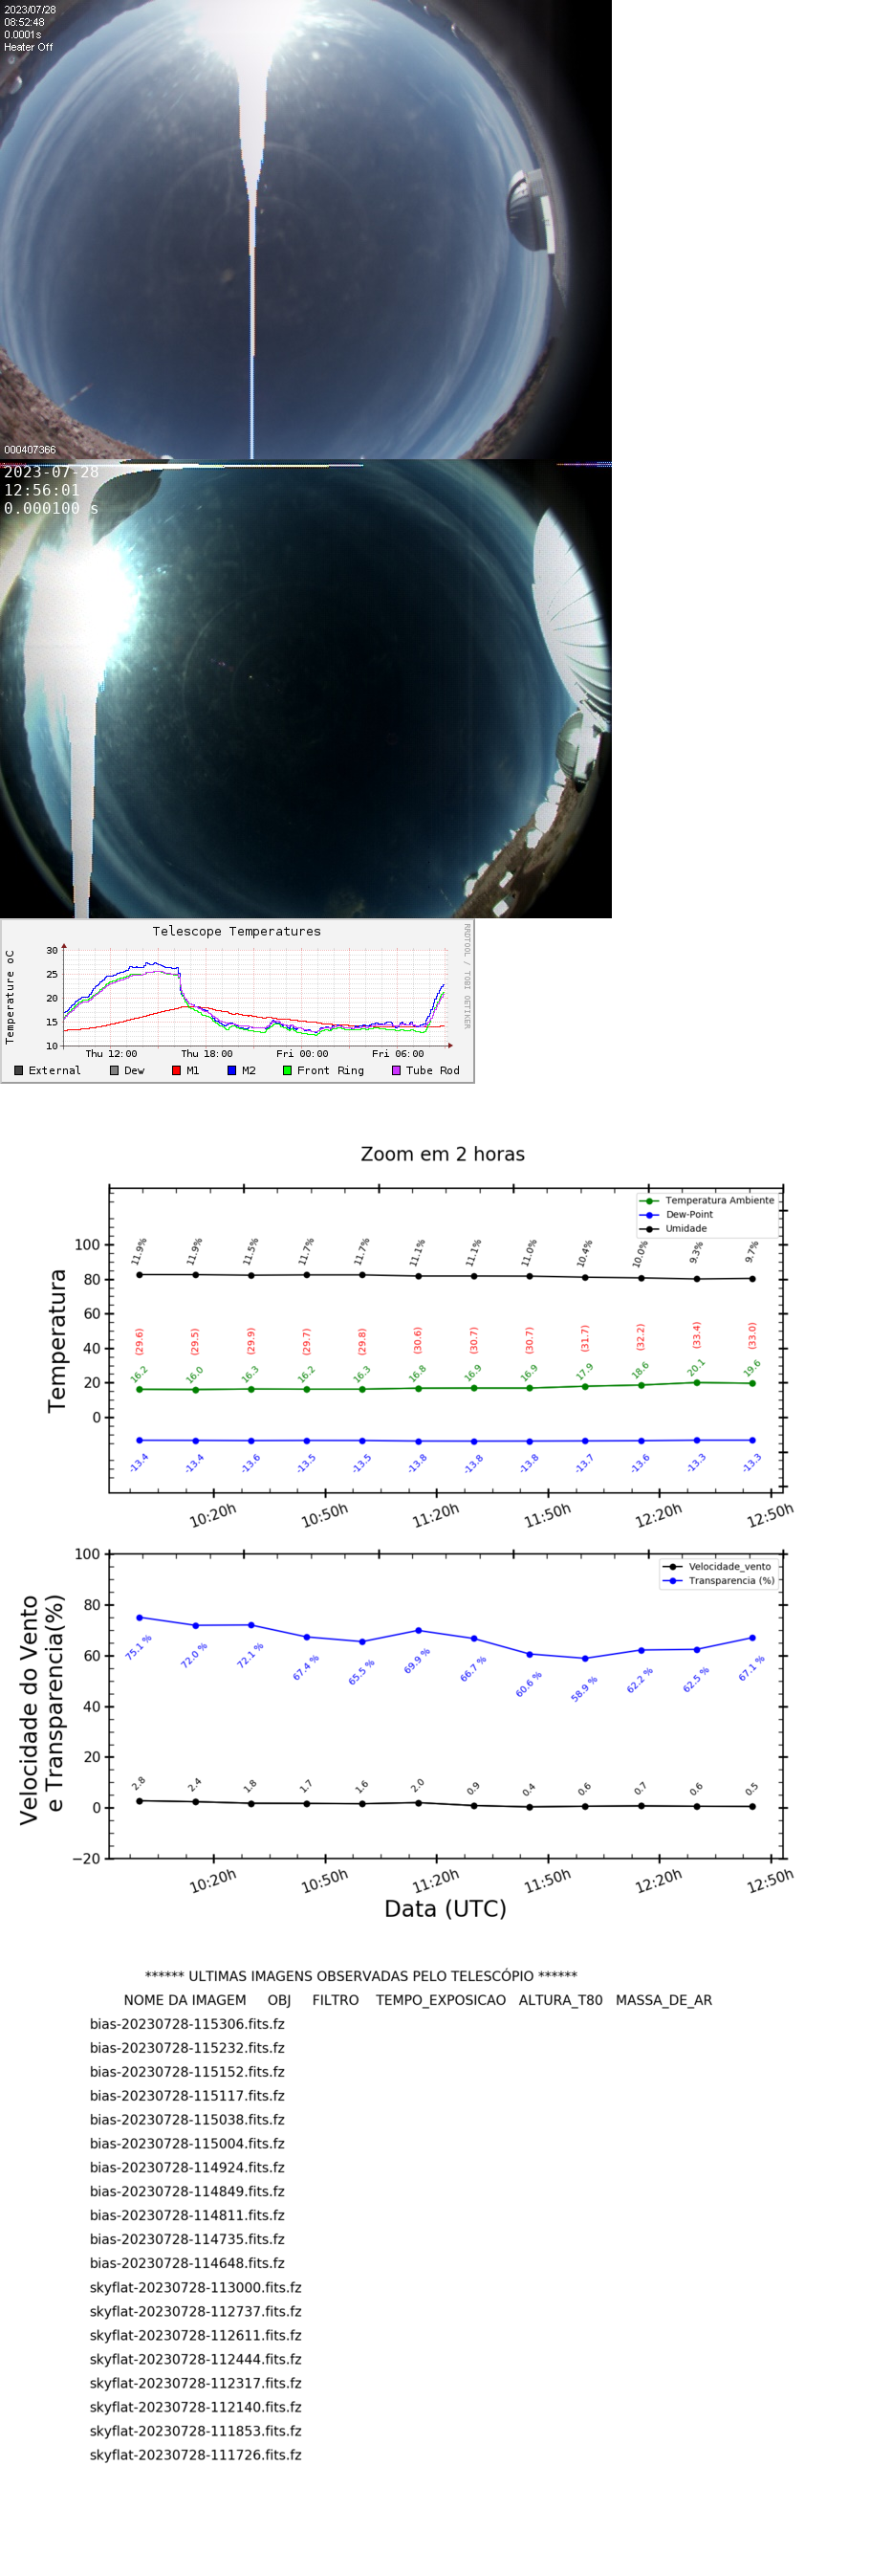 2023/07/28
08:52:48
0.0001s
Heater Off
000407366
2023-07-28
12:56:01
0.000100 s
Telescope Temperatures
RRDTOOL / TOBI OETIKER
Temperature oC
30
25
20
15
10
Thu 12:00 Thu 18:00 Fri 00:00 Fri 06:00
External Dew M1 M2 Front Ring Tube Rod
Zoom em 2 horas
Temperatura Ambiente
Dew-Point
Umidade
Temperatura
100
80
60
40
20
0
11.9% 11.9% 11.5% 11.7% 11.7% 11.1% 11.1% 11.0% 10.4% 10.0% 9.3% 9.7%
(29.6) (29.5) (29.9) (29.7) (29.8) (30.6) (30.7) (30.7) (31.7) (32.2) (33.4) (33.0)
16.2 16.0 16.3 16.2 16.3 16.8 16.9 16.9 17.9 18.6 20.1 19.6
-13.4 -13.4 -13.6 -13.5 -13.5 -13.8 -13.8 -13.8 -13.7 -13.6 -13.3 -13.3
10:20h 10:50h 11:20h 11:50h 12:20h 12:50h
Velocidade_vento
Transparencia (%)
Velocidade do Vento
e Transparencia(%)
100
80
60
40
20
0
−20
75.1 % 72.0 % 72.1 % 67.4 % 65.5 % 69.9 % 66.7 % 60.6 % 58.9 % 62.2 % 62.5 % 67.1 %
2.8 2.4 1.8 1.7 1.6 2.0 0.9 0.4 0.6 0.7 0.6 0.5
10:20h 10:50h 11:20h 11:50h 12:20h 12:50h
Data (UTC)
****** ULTIMAS IMAGENS OBSERVADAS PELO TELESCÓPIO ******
NOME DA IMAGEM OBJ FILTRO TEMPO_EXPOSICAO ALTURA_T80 MASSA_DE_AR
bias-20230728-115306.fits.fz
bias-20230728-115232.fits.fz
bias-20230728-115152.fits.fz
bias-20230728-115117.fits.fz
bias-20230728-115038.fits.fz
bias-20230728-115004.fits.fz
bias-20230728-114924.fits.fz
bias-20230728-114849.fits.fz
bias-20230728-114811.fits.fz
bias-20230728-114735.fits.fz
bias-20230728-114648.fits.fz
skyflat-20230728-113000.fits.fz
skyflat-20230728-112737.fits.fz
skyflat-20230728-112611.fits.fz
skyflat-20230728-112444.fits.fz
skyflat-20230728-112317.fits.fz
skyflat-20230728-112140.fits.fz
skyflat-20230728-111853.fits.fz
skyflat-20230728-111726.fits.fz